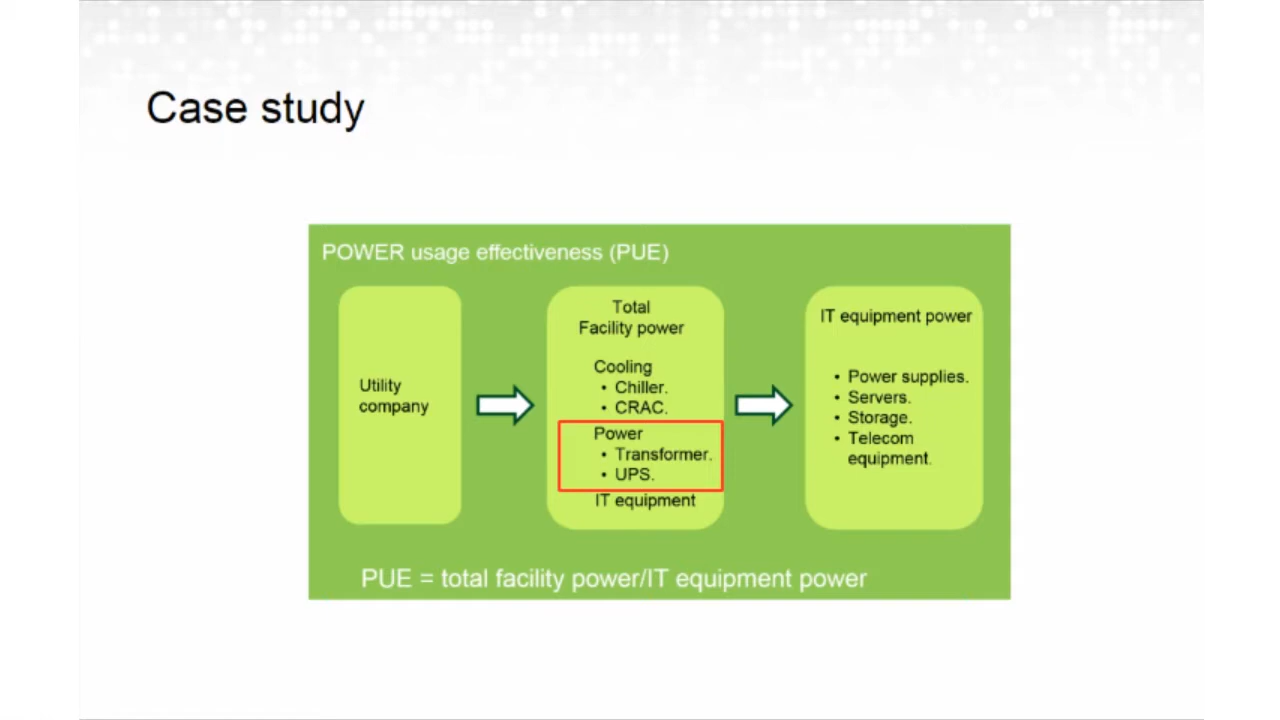 Case study
POWER usage effectiveness (PUE)
Utility
company
Total
Facility power
Cooling
• Chiller.
• CRAC.
Power
• Transformer.
• UPS.
IT equipment
IT equipment power
• Power supplies.
• Servers.
• Storage.
• Telecom
equipment.
PUE = total facility power/IT equipment power